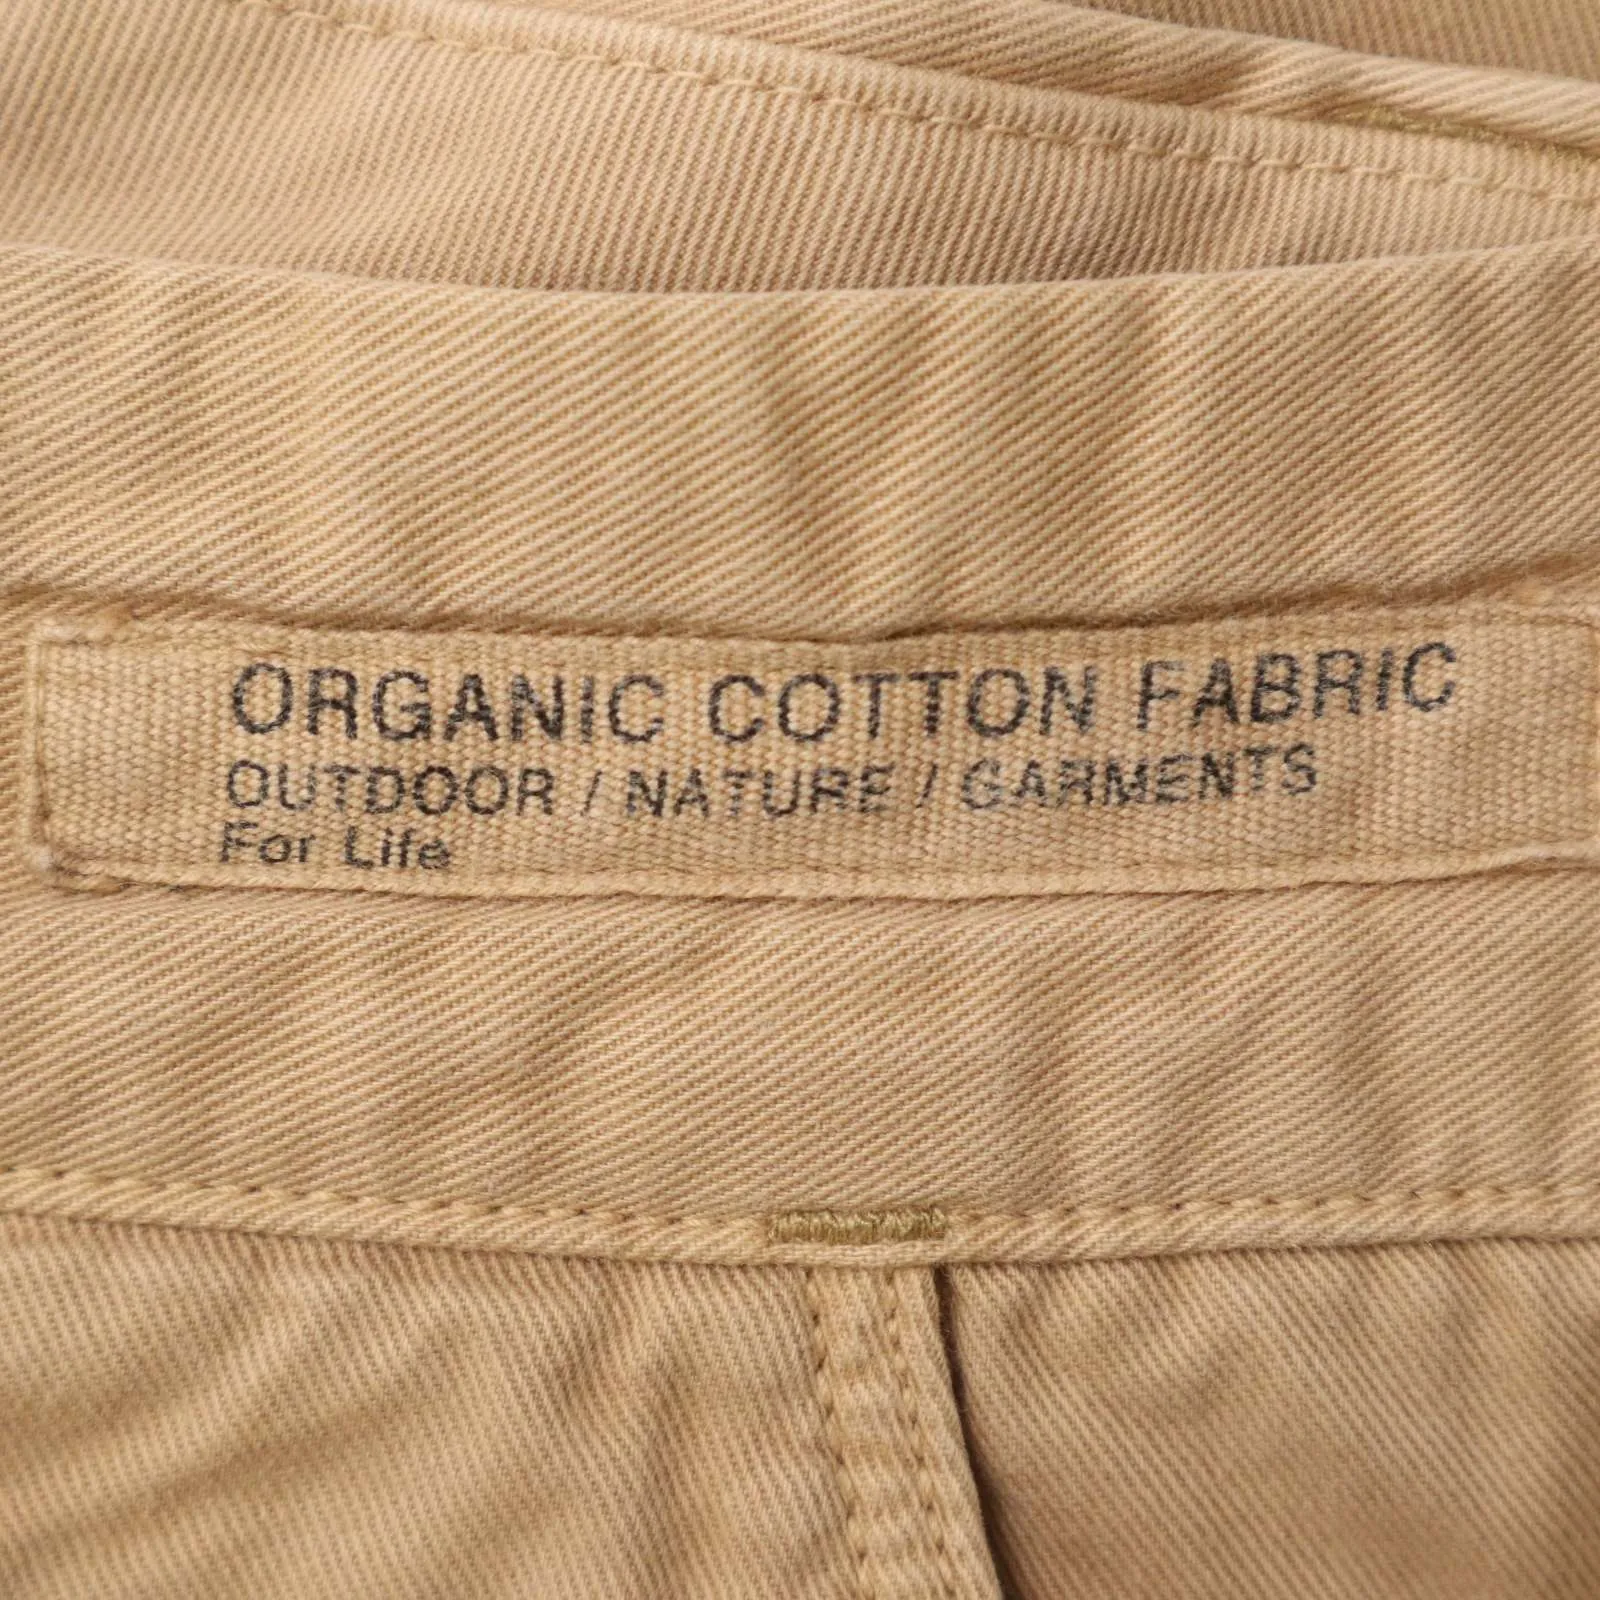 ORGANIC COTTON FABRIC
OUTDOOR / NATURE / GARMENTS
For Life